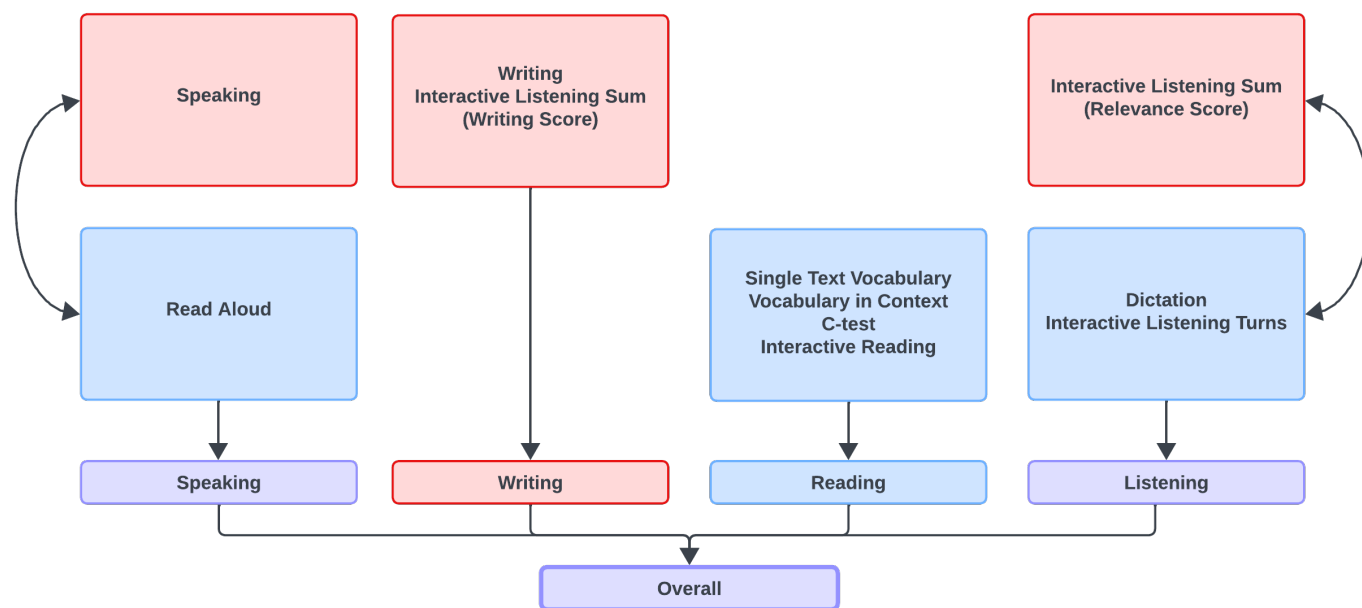 Speaking
Writing
Interactive Listening Sum
(Writing Score)
Interactive Listening Sum
(Relevance Score)
Read Aloud
Single Text Vocabulary
Vocabulary in Context
C-test
Interactive Reading
Dictation
Interactive Listening Turns
Speaking
Writing
Reading
Listening
Overall